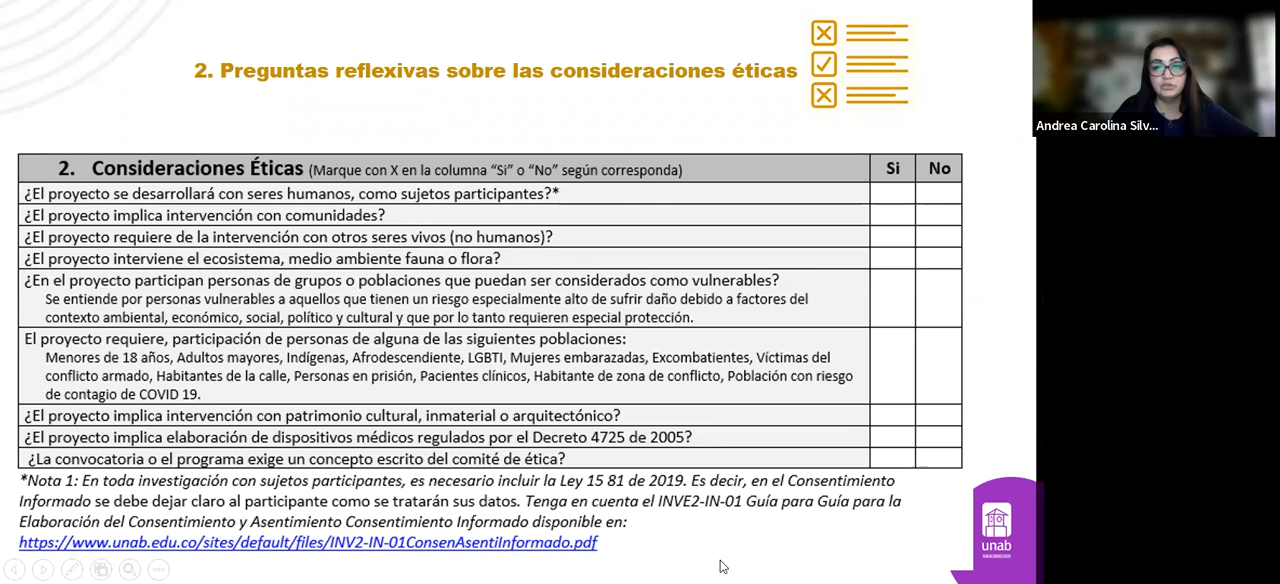 2. Preguntas reflexivas sobre las consideraciones éticas
Andrea Carolina Silv...
2. Consideraciones Éticas (Marque con X en la columna “Si” o “No” según corresponda) Si No
¿El proyecto se desarrollará con seres humanos, como sujetos participantes?*
¿El proyecto implica intervención con comunidades?
¿El proyecto requiere de la intervención con otros seres vivos (no humanos)?
¿El proyecto interviene el ecosistema, medio ambiente fauna o flora?
¿En el proyecto participan personas de grupos o poblaciones que puedan ser considerados como vulnerables?
Se entiende por personas vulnerables a aquellos que tienen un riesgo especialmente alto de sufrir daño debido a factores del
contexto ambiental, económico, social, político y cultural y que por lo tanto requieren especial protección.
El proyecto requiere, participación de personas de alguna de las siguientes poblaciones:
Menores de 18 años, Adultos mayores, Indígenas, Afrodescendiente, LGBTI, Mujeres embarazadas, Excombatientes, Víctimas del
conflicto armado, Habitantes de la calle, Personas en prisión, Pacientes clínicos, Habitante de zona de conflicto, Población con riesgo
de contagio de COVID 19.
¿El proyecto implica intervención con patrimonio cultural, inmaterial o arquitectónico?
¿El proyecto implica elaboración de dispositivos médicos regulados por el Decreto 4725 de 2005?
¿La convocatoria o el programa exige un concepto escrito del comité de ética?
*Nota 1: En toda investigación con sujetos participantes, es necesario incluir la Ley 15 81 de 2019. Es decir, en el Consentimiento
Informado se debe dejar claro al participante como se tratarán sus datos. Tenga en cuenta el INVE2-IN-01 Guía para Guía para la
Elaboración del Consentimiento y Asentimiento Consentimiento Informado disponible en:
https://www.unab.edu.co/sites/default/files/INV2-IN-01ConsenAsentiInformado.pdf
unab